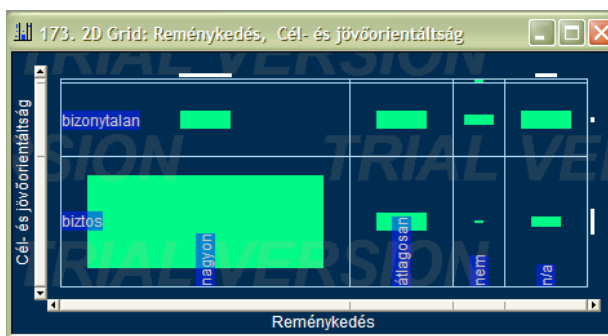 173. 2D Grid: Reménykedés, Cél- és jövőorientáltság
TRIAL VERSION
bizonytalan
VERSION TRIAL VER
biztos
TRIAL VERSION
nagyon
átlagosan
nem
n/a
Cél- és jövőorientáltság
Reménykedés